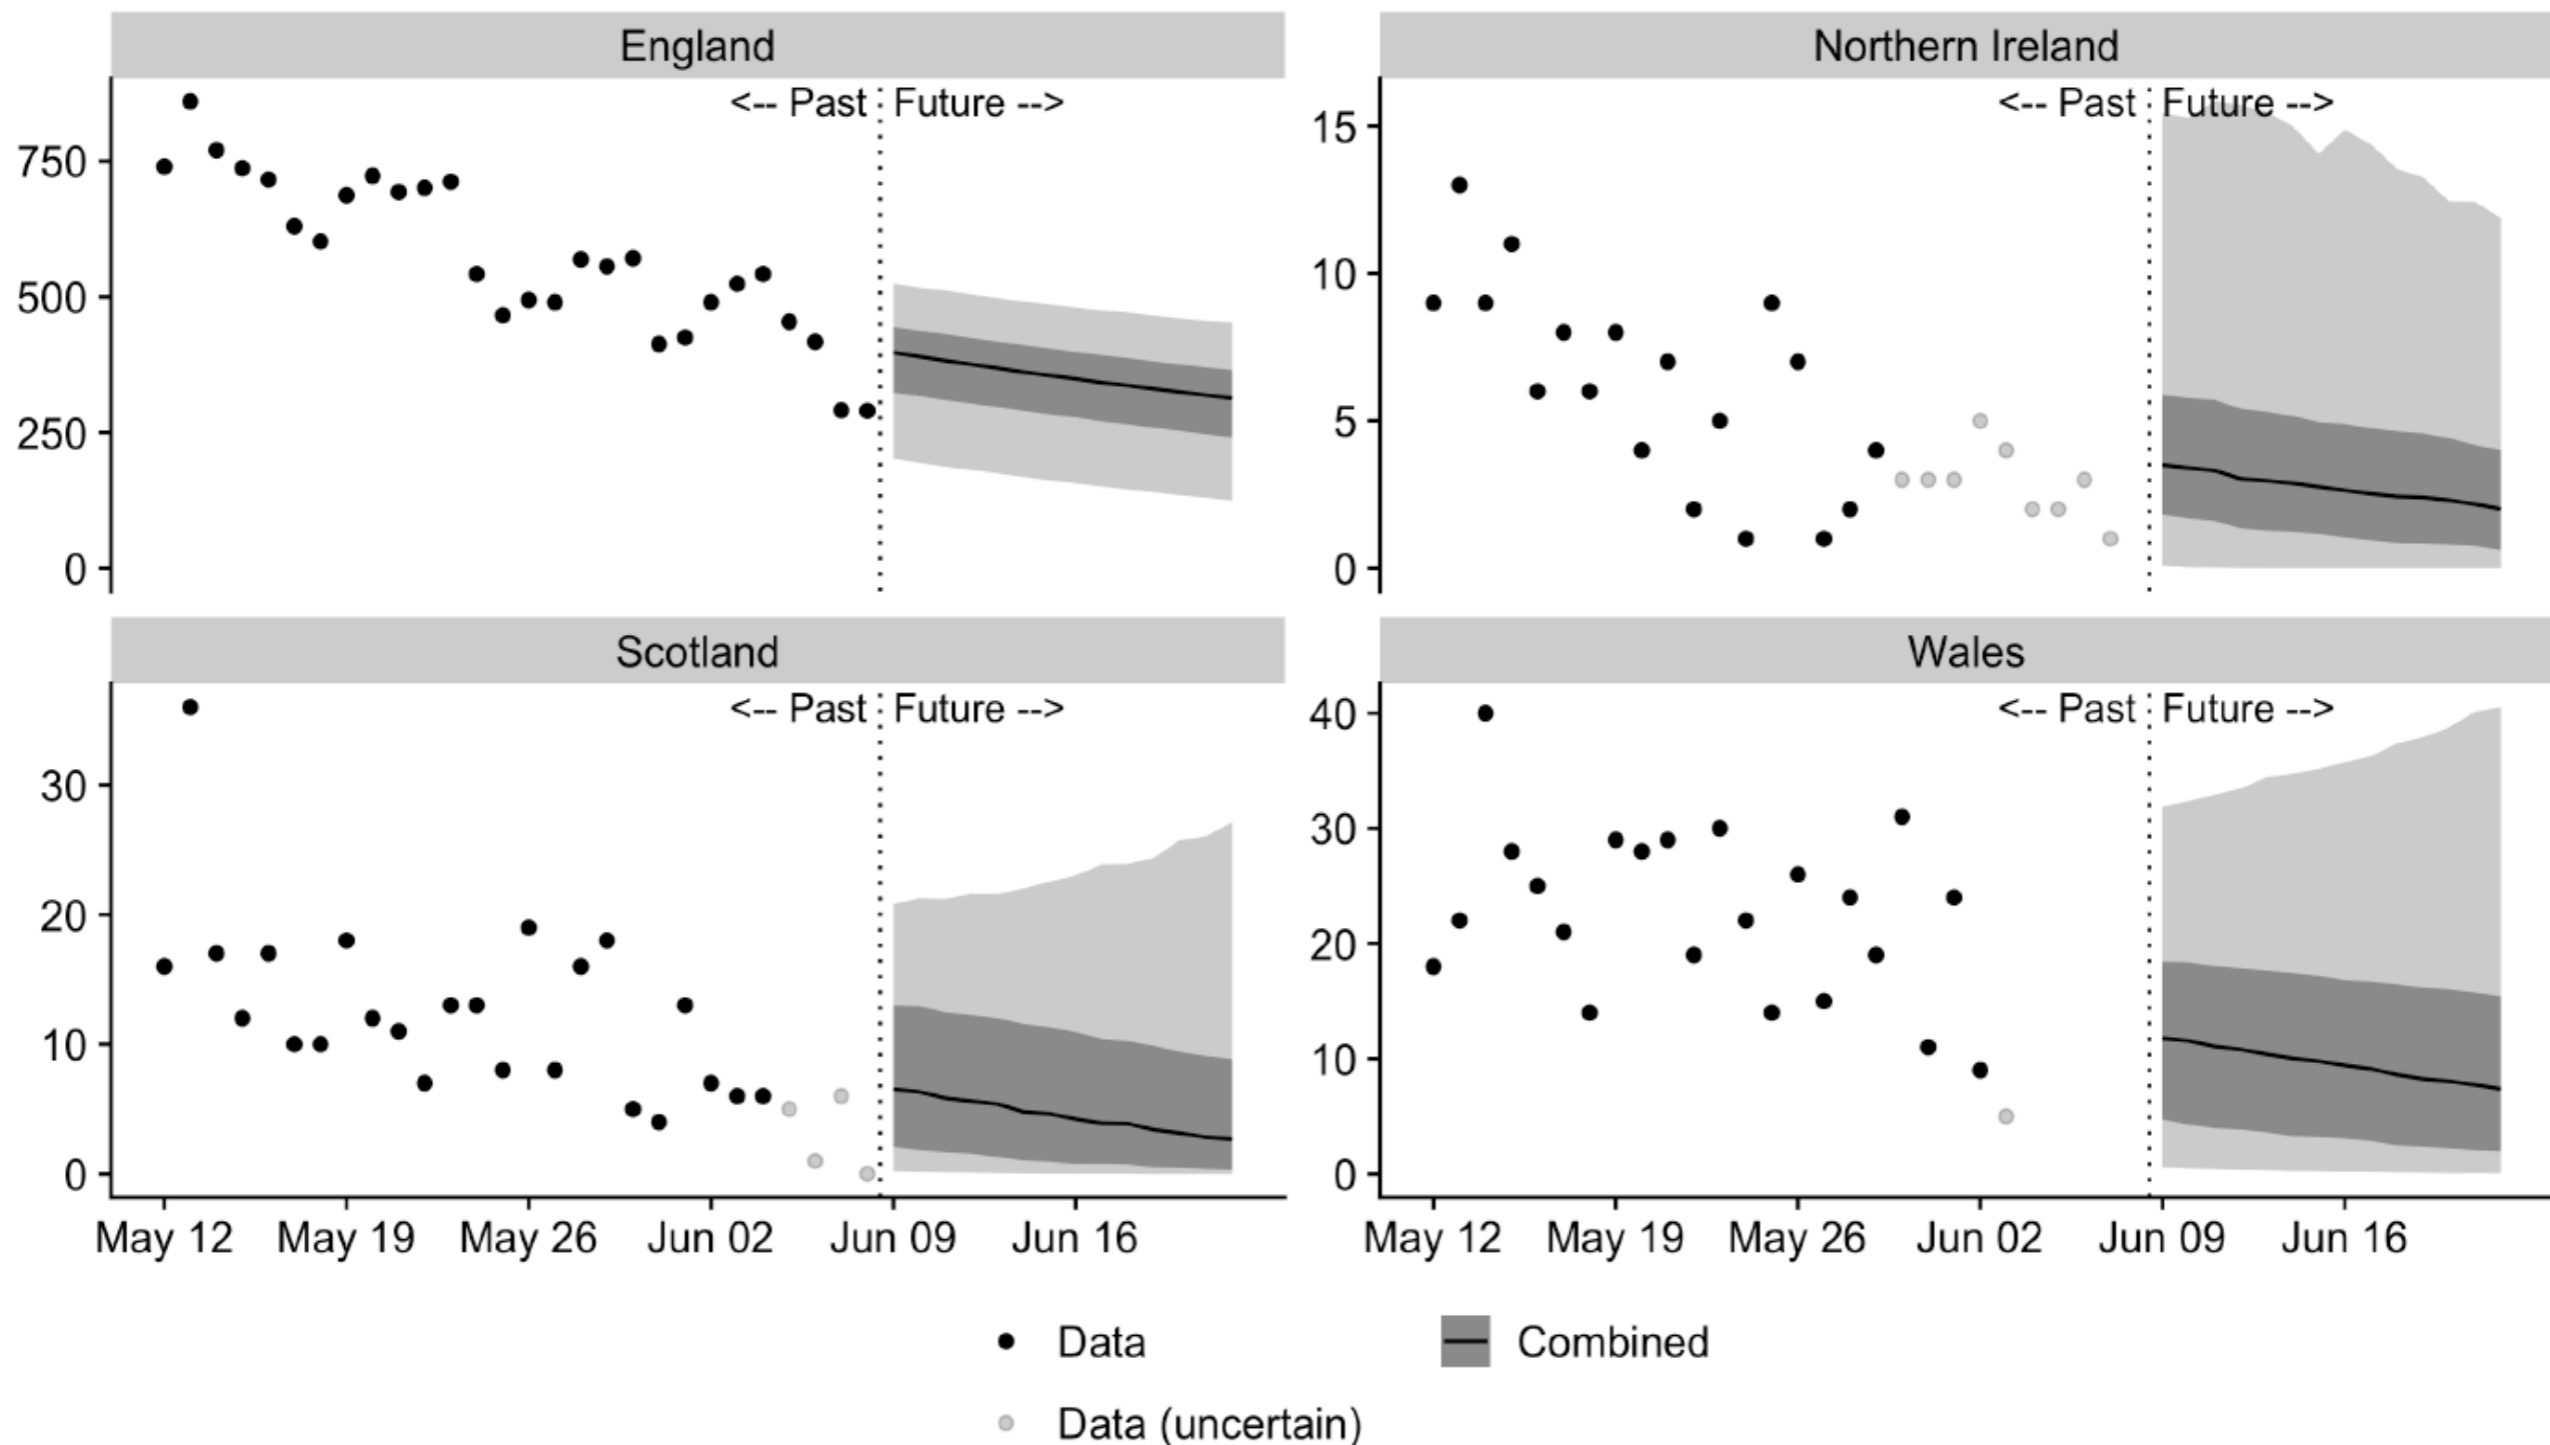 England
<-- Past Future -->
750
500
250
0
Northern Ireland
<-- Past Future -->
15
10
5
0
Scotland
<-- Past Future -->
30
20
10
0
May 12 May 19 May 26 Jun 02 Jun 09 Jun 16
Wales
<-- Past Future -->
40
30
20
10
0
May 12 May 19 May 26 Jun 02 Jun 09 Jun 16
Data
Combined
Data (uncertain)